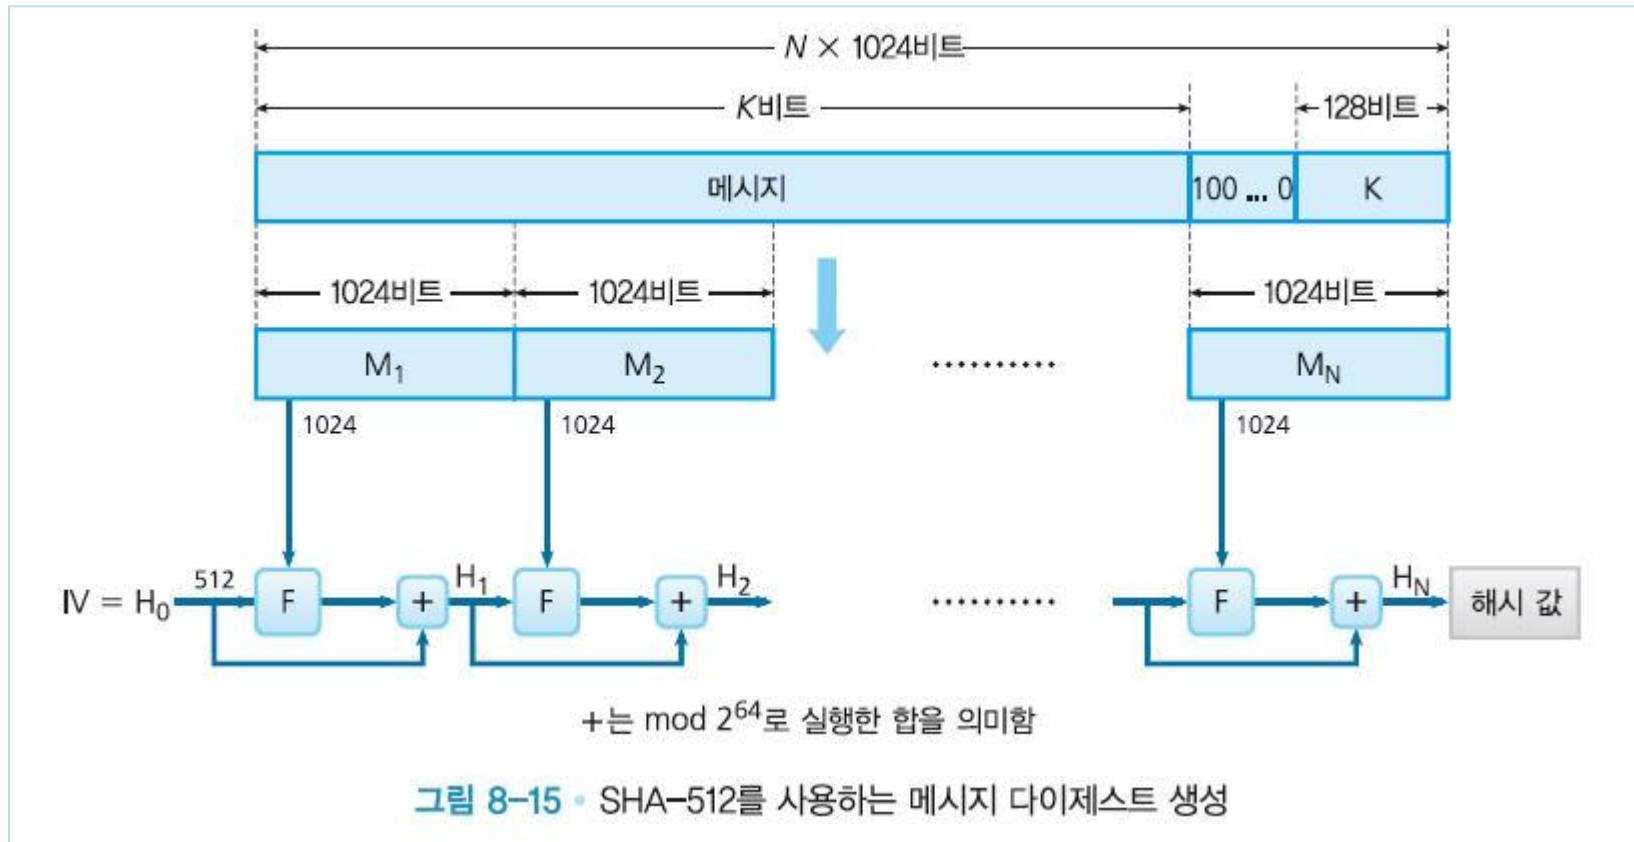 N × 1024비트
K비트
128비트
메시지
100 ... 0
K
1024비트
1024비트
1024비트
M₁
M₂
..........
M_N
1024
1024
1024
IV = H₀
512
F
+
H₁
F
+
H₂
..........
F
+
H_N
해시 값
+는 mod 2⁶⁴로 실행한 합을 의미함
그림 8–15 • SHA–512를 사용하는 메시지 다이제스트 생성